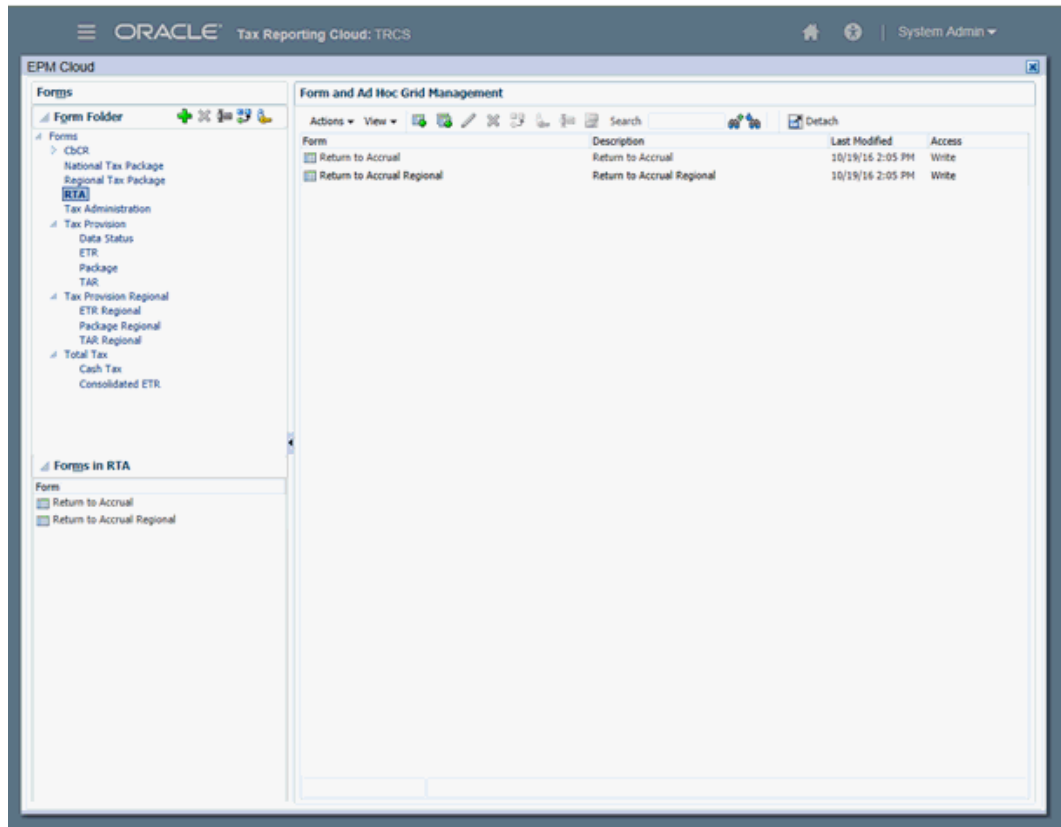 ORACLE Tax Reporting Cloud: TRCS
System Admin
EPM Cloud
Forms
Form Folder
Forms
CbCR
National Tax Package
Regional Tax Package
RTA
Tax Administration
Tax Provision
Data Status
ETR
Package
TAR
Tax Provision Regional
ETR Regional
Package Regional
TAR Regional
Total Tax
Cash Tax
Consolidated ETR
Forms in RTA
Form
Return to Accrual
Return to Accrual Regional
Form and Ad Hoc Grid Management
Actions View Search Detach
Form Description Last Modified Access
Return to Accrual Return to Accrual 10/19/16 2:05 PM Write
Return to Accrual Regional Return to Accrual Regional 10/19/16 2:05 PM Write